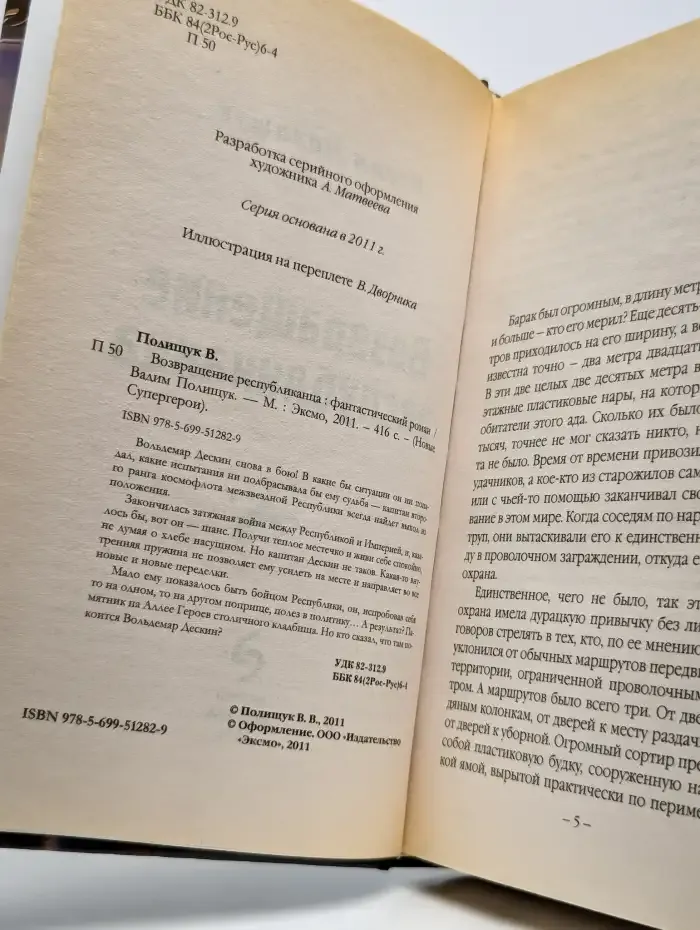 УДК 82-312.9
ББК 84(2Рос-Рус)6-4
П 50
Разработка серийного оформления
художника А. Матвеева
Серия основана в 2011 г.
Иллюстрация на переплете В. Дворника
Полищук В.
П 50 Возвращение республиканца : фантастический роман /
Вадим Полищук. — М. : Эксмо, 2011. – 416 с. – (Новые
Супергерои).
ISBN 978-5-699-51282-9
Вольдемар Дескин снова в бою! В какие бы ситуации он ни попа-
дал, какие испытания ни подбрасывала бы ему судьба — капитан второ-
го ранга космофлота межзвездной Республики всегда найдет выход из
положения.
Закончилась затяжная война между Республикой и Империей, и, каза-
лось бы, вот он — шанс. Получи теплое местечко и живи себе спокойно,
не думая о хлебе насущном. Но капитан Дескин не таков. Какая-то внут-
тренняя пружина не позволяет ему усидеть на месте и направляет во все
новые и новые переделки.
Мало ему показалось быть бойцом Республики, он, испробовав себя
то на одном, то на другом поприще, полез в политику... А результат? Па-
мятник на Аллее Героев столичного кладбища. Но кто сказал, что там по-
коится Вольдемар Дескин?
УДК 82-312.9
ББК 84(2Рос-Рус)6-4
© Полищук В. В., 2011
© Оформление. ООО «Издательство
«Эксмо», 2011
ISBN 978-5-699-51282-9
Барак был огромным, в длину метр
и больше – кто его мерил? Еще десять
тров приходилось на его ширину, а в
известна точно – два метра двадцат
В эти две целых две десятых метра в
этажные пластиковые нары, на котор
обитатели этого ада. Сколько их было
тысяч, точнее не мог сказать никто, н
та не было. Время от времени привози
удачников, а кое-кто из старожилов сам
или с чьей-то помощью заканчивал сво
вание в этом мире. Когда соседям по нар
труп, они вытаскивали его к единствен
ду в проволочном заграждении, откуда е
охрана.
Единственное, чего не было, так эт
охрана имела дурацкую привычку без ли
говоров стрелять в тех, кто, по ее мнению
уклонился от обычных маршрутов передви
территории, ограниченной проволочным
тром. А маршрутов было всего три. От две
дяным колонкам, от дверей к месту раздач
от дверей к уборной. Огромный сортир пре
собой пластиковую будку, сооруженную на
кой ямой, вырытой практически по периме
– 5 –